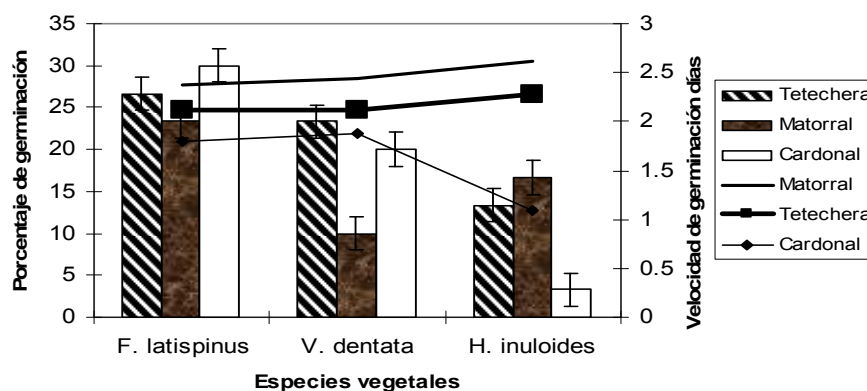 35
30
25
20
15
10
5
0
Porcentaje de germinación
3
2.5
2
1.5
1
0.5
0
Velocidad de germinación días
F. latispinus V. dentata H. inuloides
Especies vegetales
Tetechera
Matorral
Cardonal
Matorral
Tetechera
Cardonal